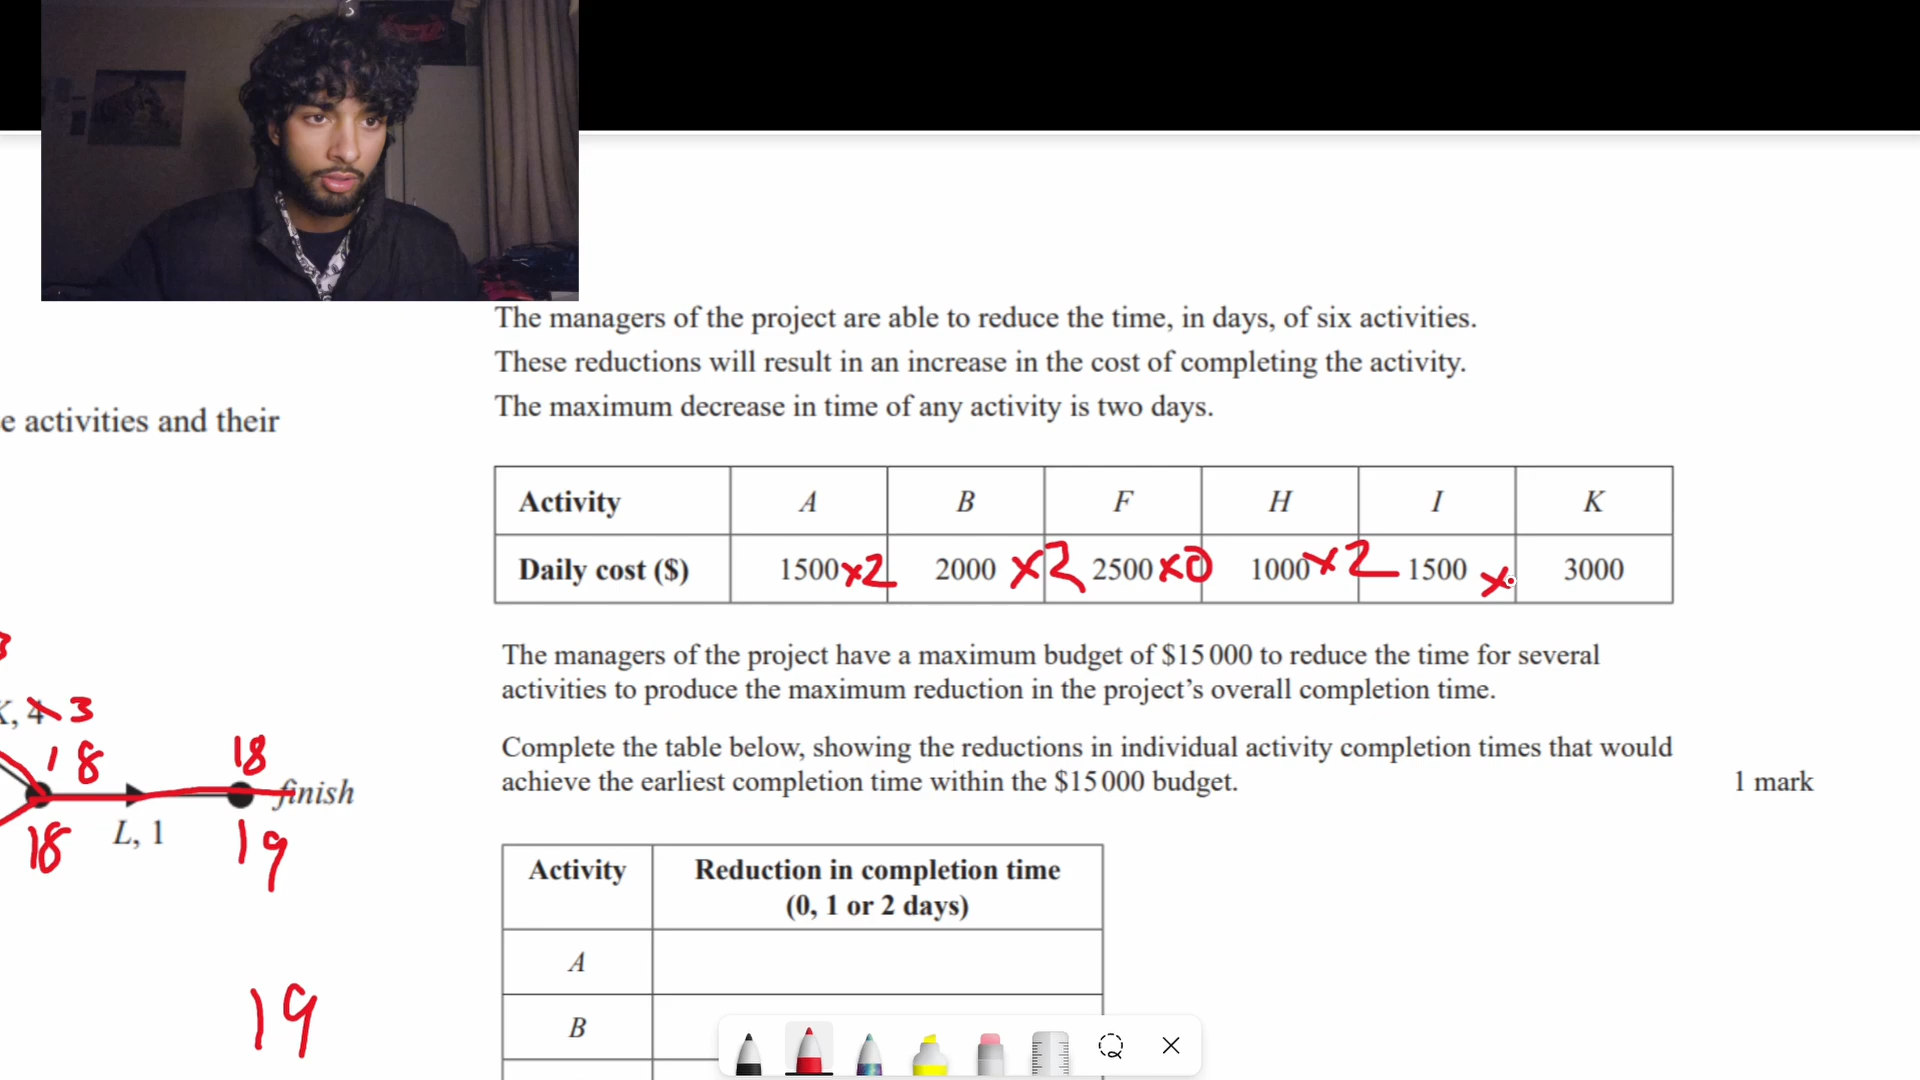 The managers of the project are able to reduce the time, in days, of six activities.
These reductions will result in an increase in the cost of completing the activity.
The maximum decrease in time of any activity is two days.
e activities and their
Activity A B F H I K
Daily cost ($) 1500 ×2 2000 ×2 2500 ×0 1000 ×2 1500 × 3000
The managers of the project have a maximum budget of $15 000 to reduce the time for several
activities to produce the maximum reduction in the project's overall completion time.
Complete the table below, showing the reductions in individual activity completion times that would
achieve the earliest completion time within the $15 000 budget. 1 mark
K, 4 3
18 18
finish
18 L, 1 19
19
Activity Reduction in completion time
(0, 1 or 2 days)
A
B